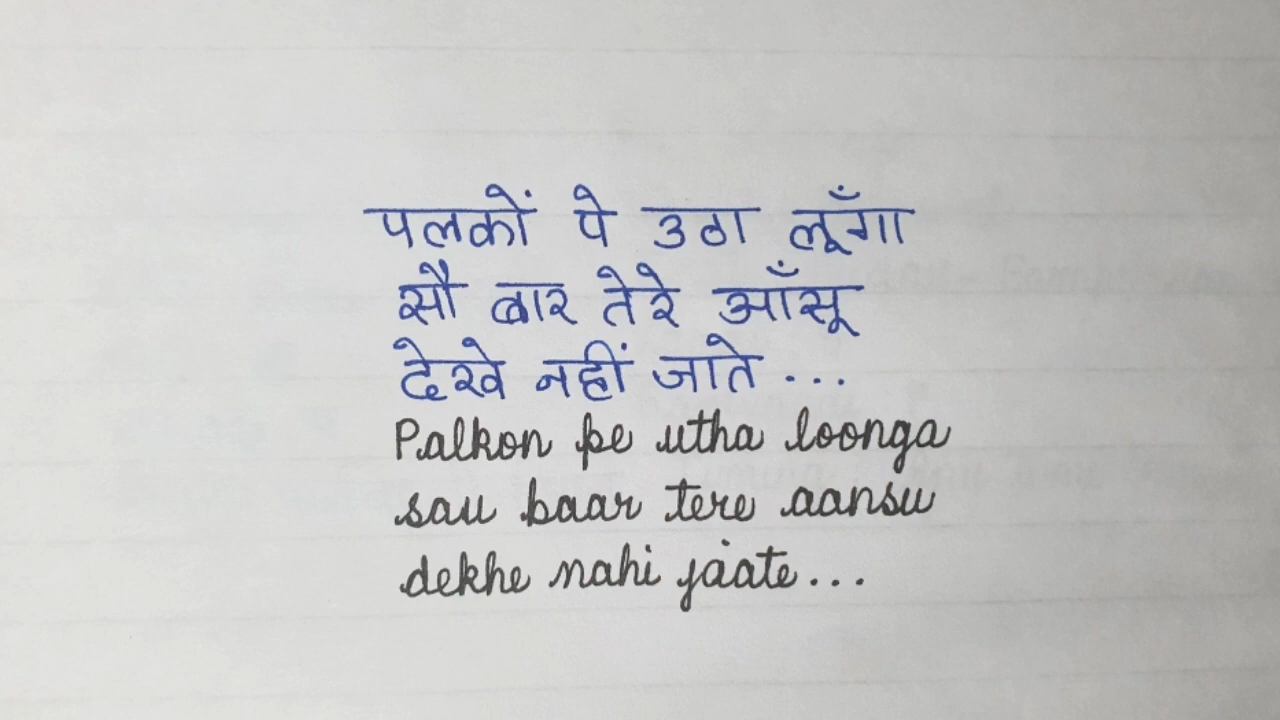 पलकों पे उठा लूँगा
सौ बार तेरे आँसू
देखे नहीं जाते ...
Palkon pe utha loonga
sau baar tere aansu
dekhe nahi jaate...